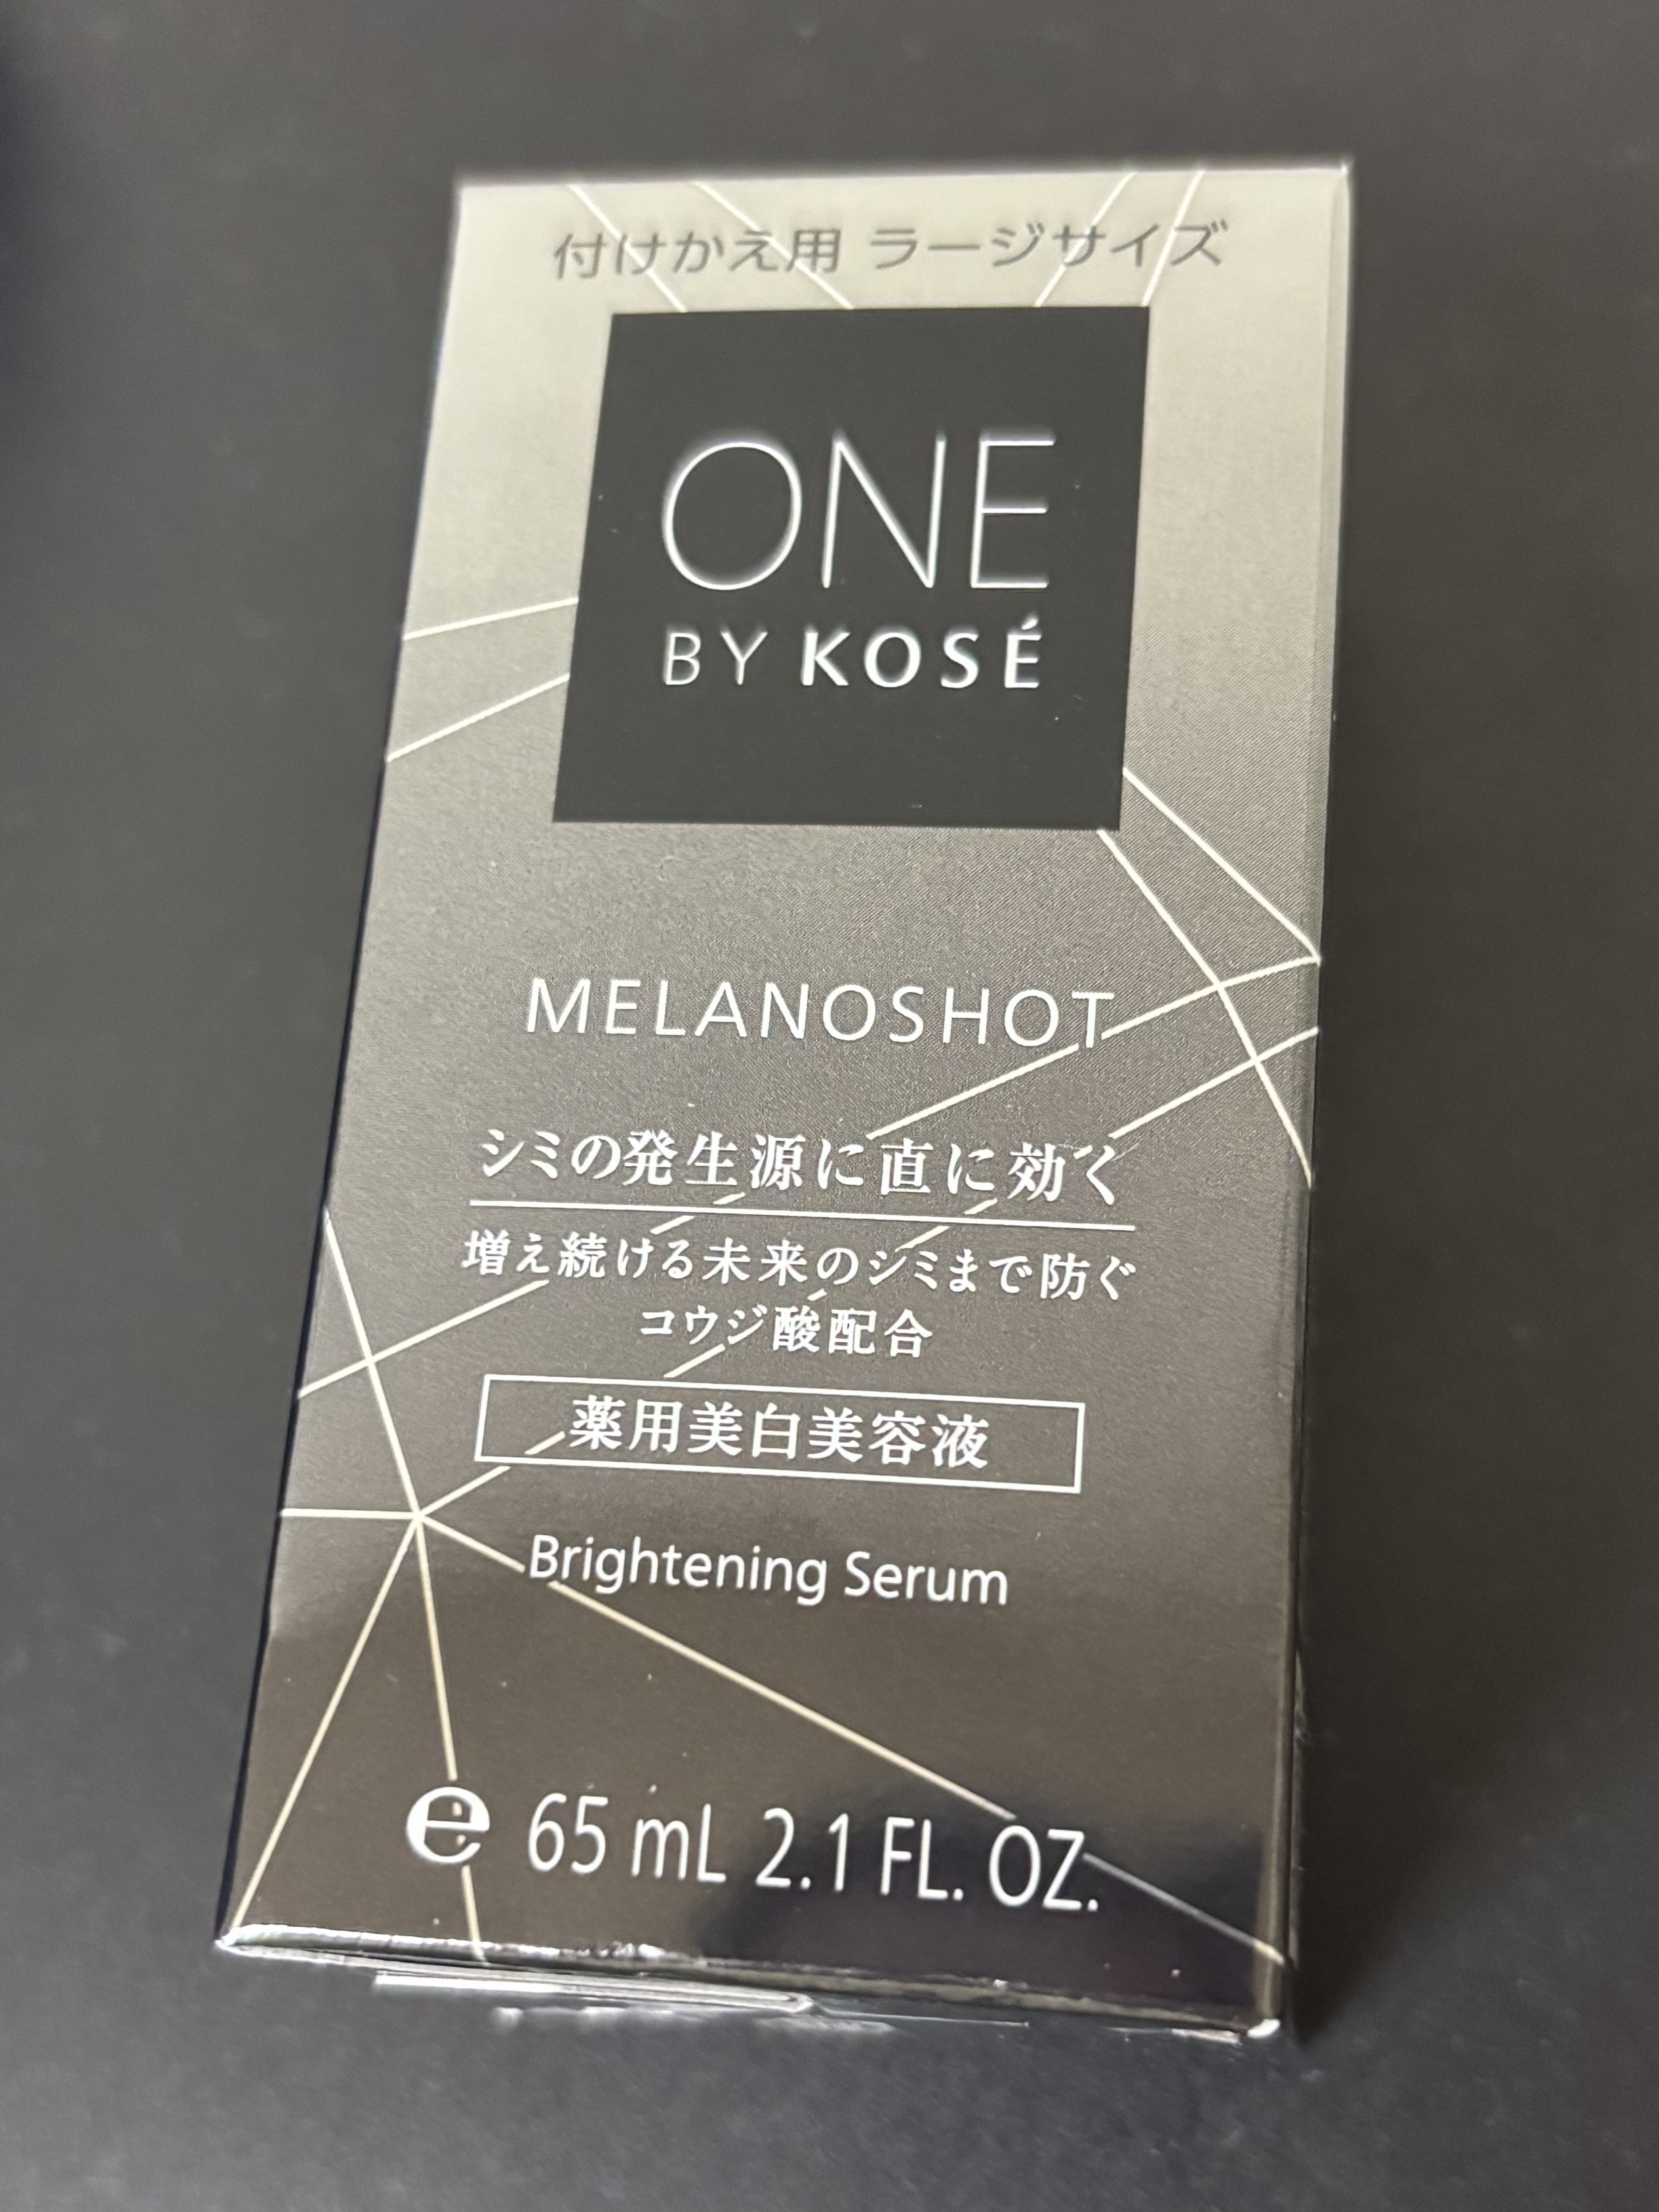 付けかえ用 ラージサイズ
ONE
BY KOSÉ
MELANOSHOT
シミの発生源に直に効く
増え続ける未来のシミまで防ぐ
コウジ酸配合
薬用美白美容液
Brightening Serum
℮ 65 mL 2.1 FL. OZ.